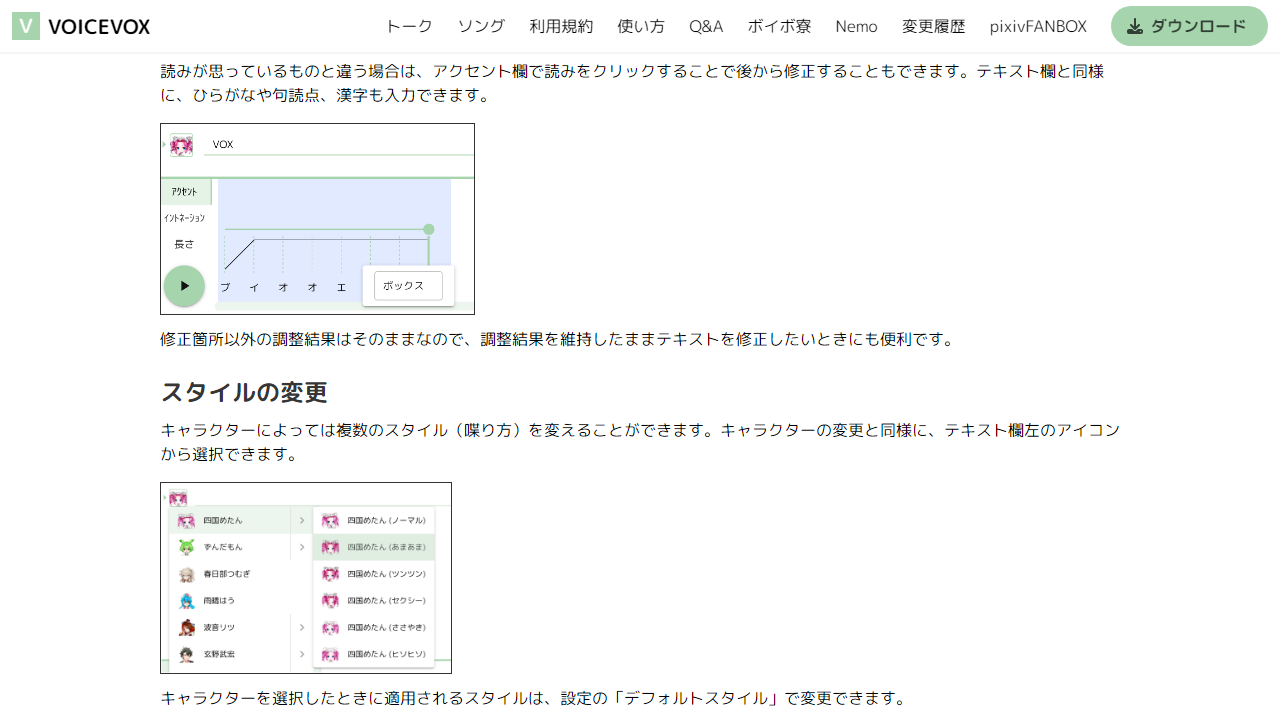 V VOICEVOX トーク ソング 利用規約 使い方 Q&A ボイボ寮 Nemo 変更履歴 pixivFANBOX ダウンロード
読みが思っているものと違う場合は、アクセント欄で読みをクリックすることで後から修正することもできます。テキスト欄と同様
に、ひらがなや句読点、漢字も入力できます。
VOX
アクセント
イントネーション
長さ
ブ イ オ オ エ ボックス
修正箇所以外の調整結果はそのままなので、調整結果を維持したままテキストを修正したいときにも便利です。
スタイルの変更
キャラクターによっては複数のスタイル（喋り方）を変えることができます。キャラクターの変更と同様に、テキスト欄左のアイコン
から選択できます。
四国めたん 四国めたん (ノーマル)
ずんだもん 四国めたん (あまあま)
春日部つむぎ 四国めたん (ツンツン)
雨晴はう 四国めたん (セクシー)
波音リツ 四国めたん (ささやき)
玄野武宏 四国めたん (ヒソヒソ)
キャラクターを選択したときに適用されるスタイルは、設定の「デフォルトスタイル」で変更できます。